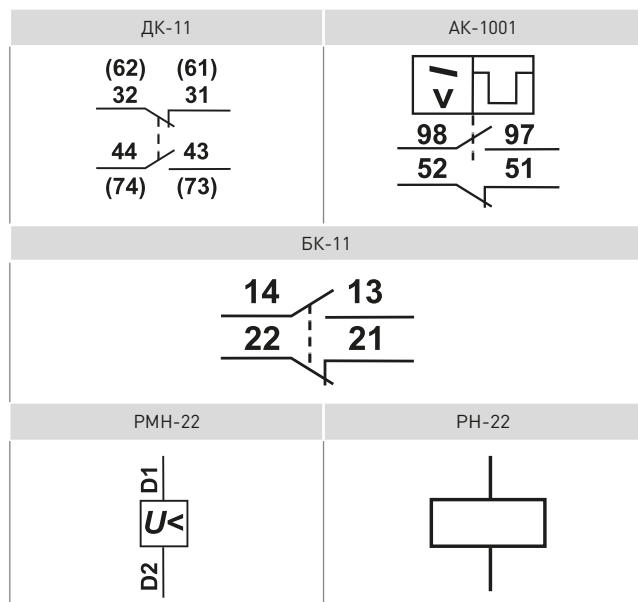 ДК-11
АК-1001
(62) (61)
32 31
44 43
(74) (73)
I >
98 97
52 51
БК-11
14 13
22 21
РМН-22
РН-22
D1
U<
D2